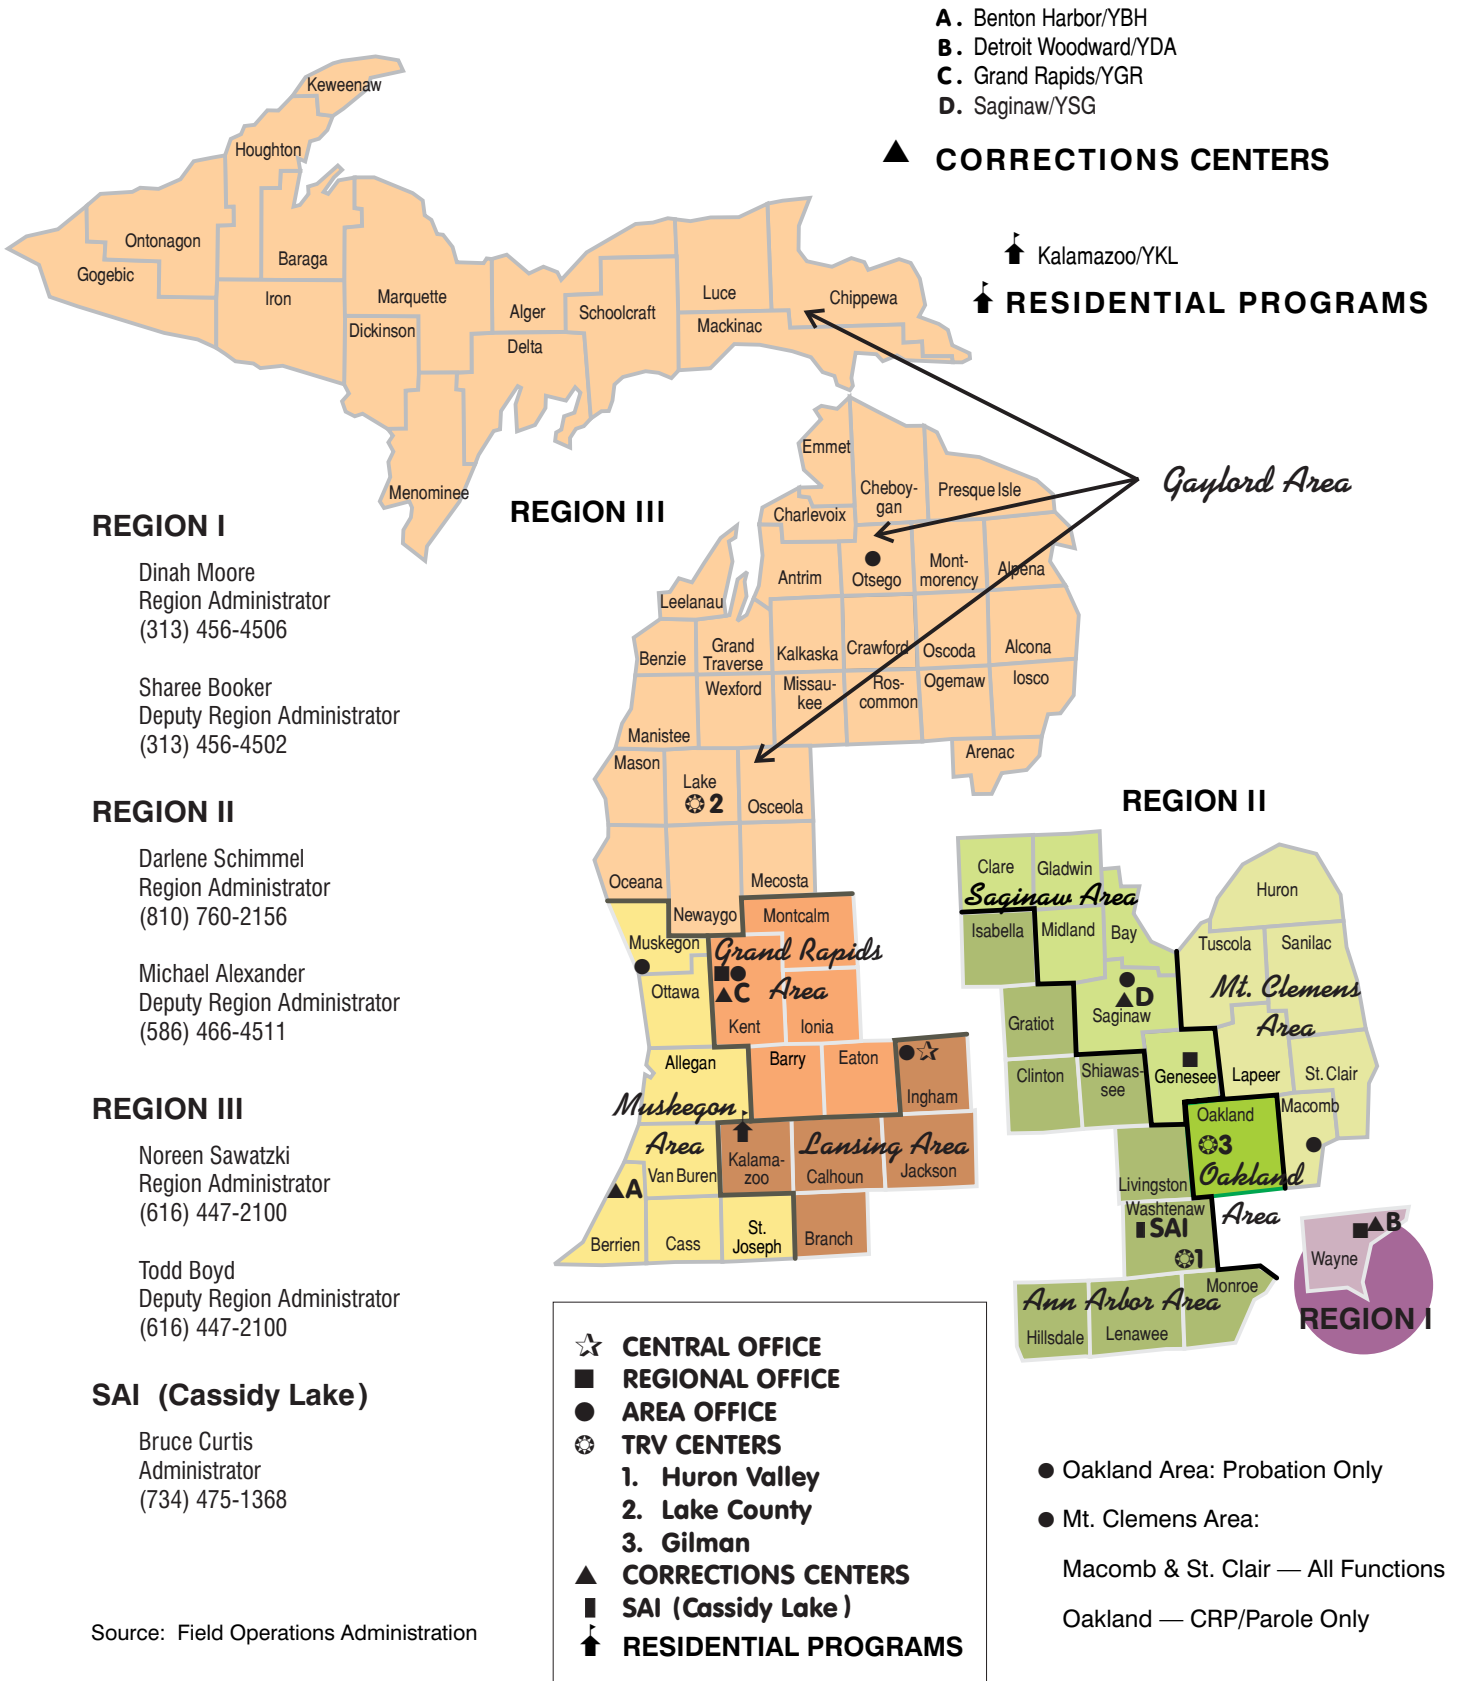 A. Benton Harbor/YBH
B. Detroit Woodward/YDA
C. Grand Rapids/YGR
D. Saginaw/YSG
CORRECTIONS CENTERS
Kalamazoo/YKL
RESIDENTIAL PROGRAMS
Keweenaw
Houghton
Ontonagon
Gogebic
Baraga
Iron
Marquette
Dickinson
Alger
Delta
Schoolcraft
Luce
Mackinac
Chippewa
Menominee
Gaylord Area
REGION III
Emmet
Cheboy-
gan
Presque Isle
Charlevoix
Antrim
Otsego
Mont-
morency
Alpena
Leelanau
Benzie
Grand
Traverse
Kalkaska
Crawford
Oscoda
Alcona
Manistee
Wexford
Missau-
kee
Ros-
common
Ogemaw
Iosco
Arenac
Mason
Lake
2
Osceola
Oceana
Newaygo
Mecosta
REGION I
Dinah Moore
Region Administrator
(313) 456-4506
Sharee Booker
Deputy Region Administrator
(313) 456-4502
REGION II
Darlene Schimmel
Region Administrator
(810) 760-2156
Michael Alexander
Deputy Region Administrator
(586) 466-4511
REGION III
Noreen Sawatzki
Region Administrator
(616) 447-2100
Todd Boyd
Deputy Region Administrator
(616) 447-2100
SAI (Cassidy Lake)
Bruce Curtis
Administrator
(734) 475-1368
Source: Field Operations Administration
Muskegon
Montcalm
Grand Rapids
Area
C
Ottawa
Kent
Ionia
Allegan
Barry
Eaton
Ingham
Muskegon
Area
Van Buren
Kalama-
zoo
Lansing Area
Calhoun
Jackson
A
Berrien
Cass
St.
Joseph
Branch
REGION II
Clare
Gladwin
Saginaw Area
Isabella
Midland
Bay
Huron
Tuscola
Sanilac
Mt. Clemens
Area
D
Saginaw
Gratiot
Clinton
Shiawas-
see
Genesee
Lapeer
St. Clair
Oakland
3
Oakland
Area
Macomb
Livingston
Washtenaw
SAI
1
Monroe
Ann Arbor Area
Hillsdale
Lenawee
B
Wayne
REGION I
CENTRAL OFFICE
REGIONAL OFFICE
AREA OFFICE
TRV CENTERS
1. Huron Valley
2. Lake County
3. Gilman
CORRECTIONS CENTERS
SAI (Cassidy Lake)
RESIDENTIAL PROGRAMS
Oakland Area: Probation Only
Mt. Clemens Area:
Macomb & St. Clair — All Functions
Oakland — CRP/Parole Only